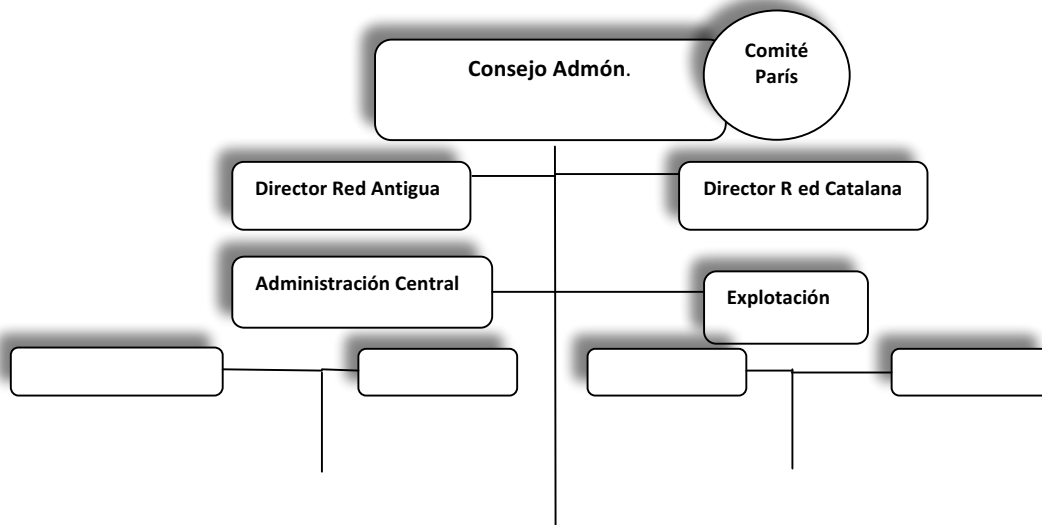 Consejo Admón.
Comité
París
Director Red Antigua
Director R ed Catalana
Administración Central
Explotación